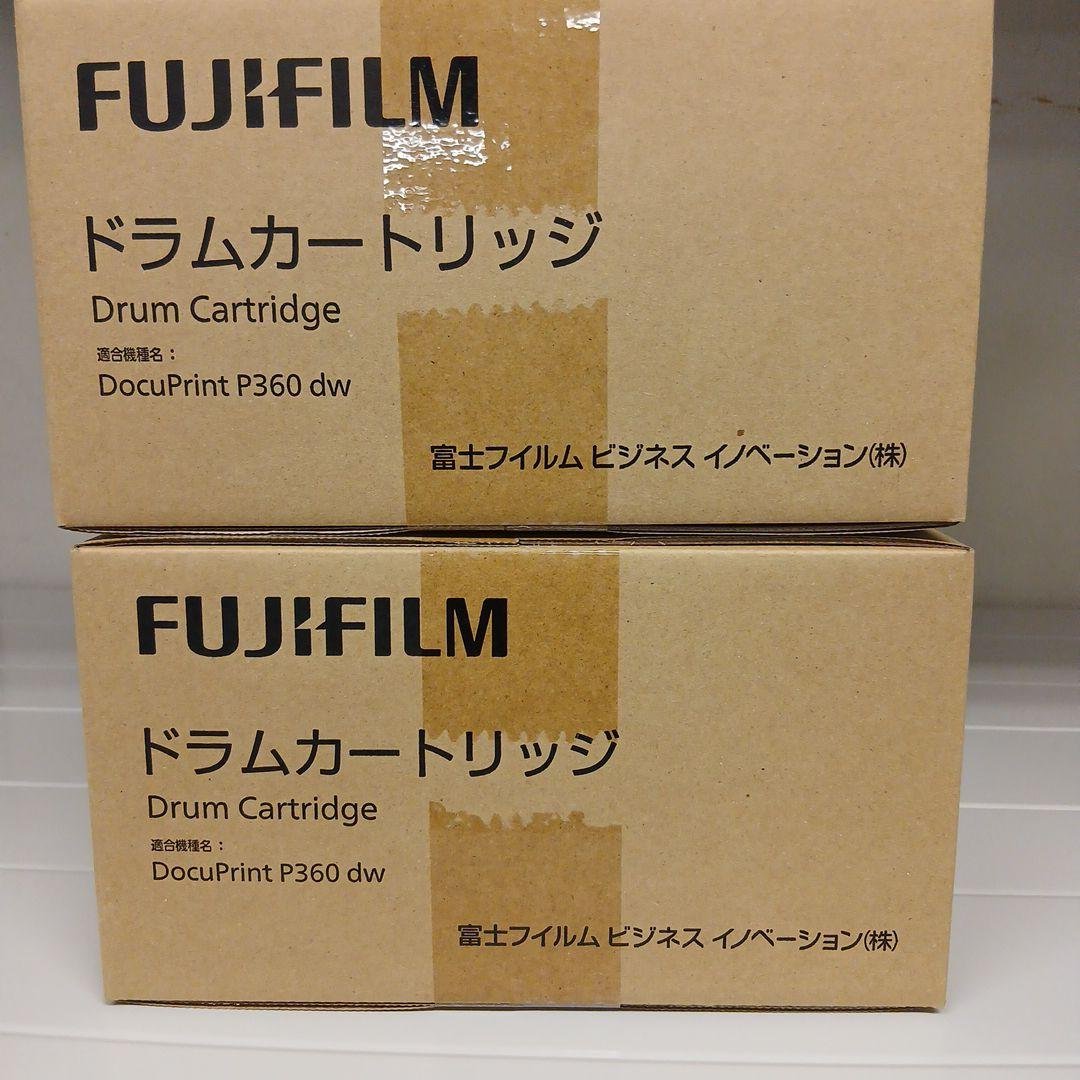 FUJIFILM
ドラムカートリッジ
Drum Cartridge
適合機種名：
DocuPrint P360 dw
富士フイルム ビジネス イノベーション(株)
FUJIFILM
ドラムカートリッジ
Drum Cartridge
適合機種名：
DocuPrint P360 dw
富士フイルム ビジネス イノベーション(株)